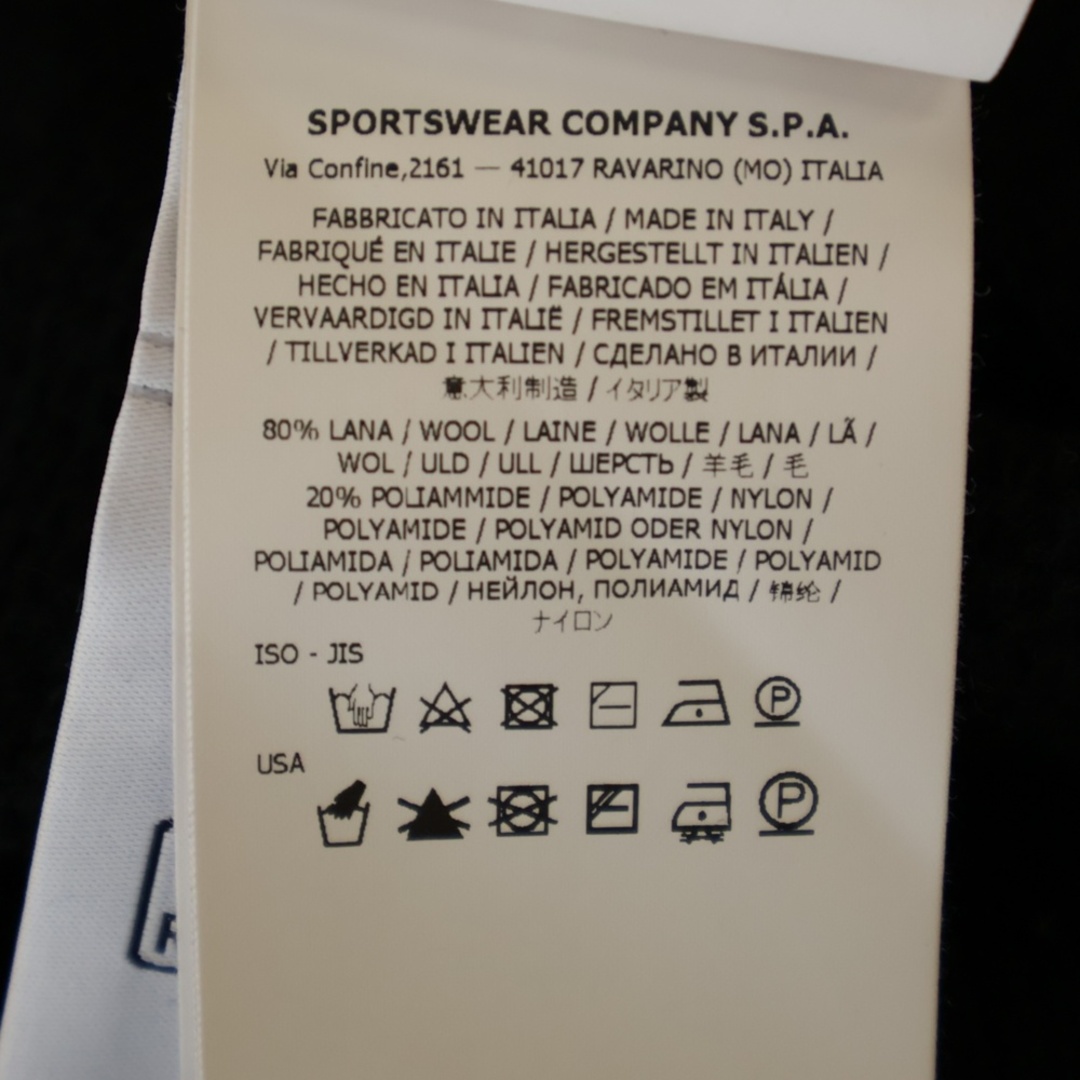 SPORTSWEAR COMPANY S.P.A.
Via Confine,2161 — 41017 RAVARINO (MO) ITALIA
FABBRICATO IN ITALIA / MADE IN ITALY /
FABRIQUÉ EN ITALIE / HERGESTELLT IN ITALIEN /
HECHO EN ITALIA / FABRICADO EM ITÁLIA /
VERVAARDIGD IN ITALIË / FREMSTILLET I ITALIEN
/ TILLVERKAD I ITALIEN / СДЕЛАНО В ИТАЛИИ /
意大利制造 / イタリア製
80% LANA / WOOL / LAINE / WOLLE / LANA / LÃ /
WOL / ULD / ULL / ШЕРСТЬ / 羊毛 / 毛
20% POLIAMMIDE / POLYAMIDE / NYLON /
POLYAMIDE / POLYAMID ODER NYLON /
POLIAMIDA / POLIAMIDA / POLYAMIDE / POLYAMID
/ POLYAMID / НЕЙЛОН, ПОЛИАМИД / 锦纶 /
ナイロン
ISO - JIS
P
USA
P